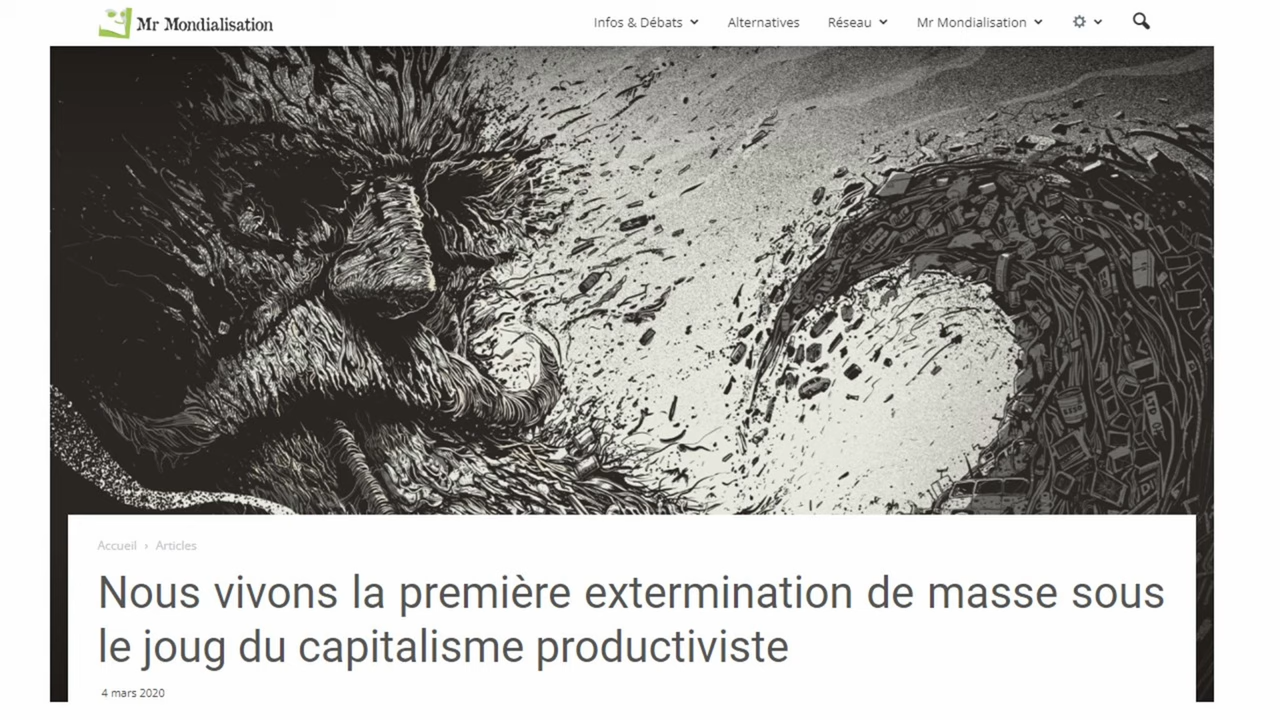 Mr Mondialisation
Infos & Débats
Alternatives
Réseau
Mr Mondialisation
Accueil › Articles
Nous vivons la première extermination de masse sous
le joug du capitalisme productiviste
4 mars 2020